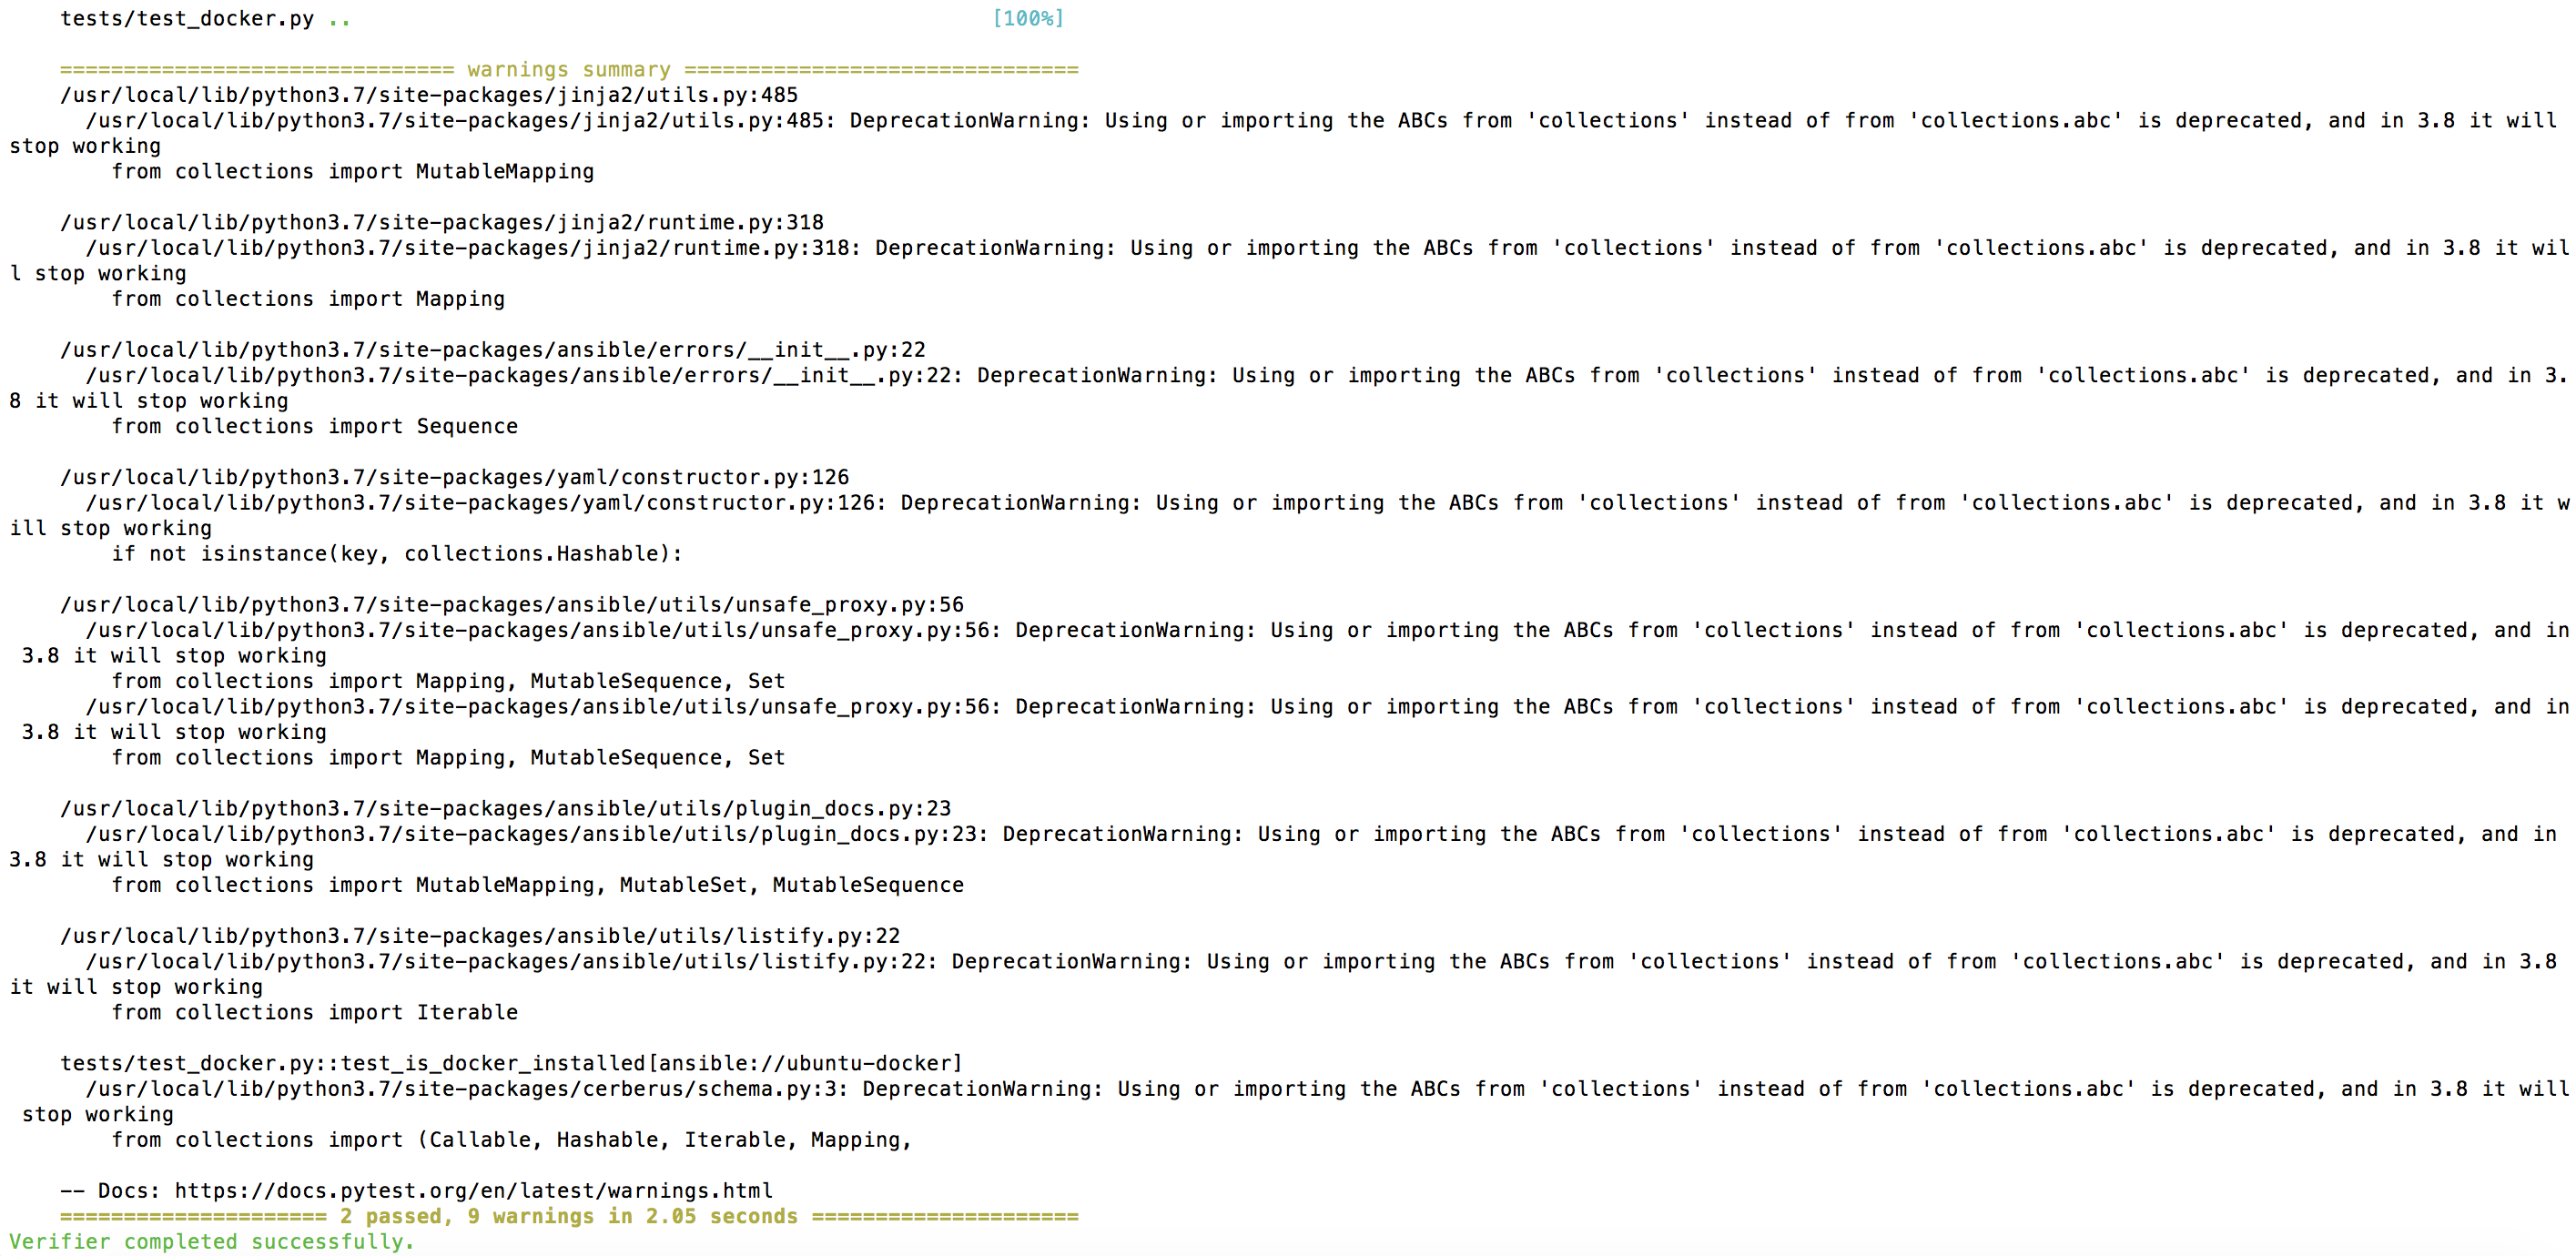 tests/test_docker.py .. [100%]
=============================== warnings summary ===============================
/usr/local/lib/python3.7/site-packages/jinja2/utils.py:485
/usr/local/lib/python3.7/site-packages/jinja2/utils.py:485: DeprecationWarning: Using or importing the ABCs from 'collections' instead of from 'collections.abc' is deprecated, and in 3.8 it will
stop working
from collections import MutableMapping
/usr/local/lib/python3.7/site-packages/jinja2/runtime.py:318
/usr/local/lib/python3.7/site-packages/jinja2/runtime.py:318: DeprecationWarning: Using or importing the ABCs from 'collections' instead of from 'collections.abc' is deprecated, and in 3.8 it wil
l stop working
from collections import Mapping
/usr/local/lib/python3.7/site-packages/ansible/errors/__init__.py:22
/usr/local/lib/python3.7/site-packages/ansible/errors/__init__.py:22: DeprecationWarning: Using or importing the ABCs from 'collections' instead of from 'collections.abc' is deprecated, and in 3.
8 it will stop working
from collections import Sequence
/usr/local/lib/python3.7/site-packages/yaml/constructor.py:126
/usr/local/lib/python3.7/site-packages/yaml/constructor.py:126: DeprecationWarning: Using or importing the ABCs from 'collections' instead of from 'collections.abc' is deprecated, and in 3.8 it w
ill stop working
if not isinstance(key, collections.Hashable):
/usr/local/lib/python3.7/site-packages/ansible/utils/unsafe_proxy.py:56
/usr/local/lib/python3.7/site-packages/ansible/utils/unsafe_proxy.py:56: DeprecationWarning: Using or importing the ABCs from 'collections' instead of from 'collections.abc' is deprecated, and in
3.8 it will stop working
from collections import Mapping, MutableSequence, Set
/usr/local/lib/python3.7/site-packages/ansible/utils/unsafe_proxy.py:56: DeprecationWarning: Using or importing the ABCs from 'collections' instead of from 'collections.abc' is deprecated, and in
3.8 it will stop working
from collections import Mapping, MutableSequence, Set
/usr/local/lib/python3.7/site-packages/ansible/utils/plugin_docs.py:23
/usr/local/lib/python3.7/site-packages/ansible/utils/plugin_docs.py:23: DeprecationWarning: Using or importing the ABCs from 'collections' instead of from 'collections.abc' is deprecated, and in
3.8 it will stop working
from collections import MutableMapping, MutableSet, MutableSequence
/usr/local/lib/python3.7/site-packages/ansible/utils/listify.py:22
/usr/local/lib/python3.7/site-packages/ansible/utils/listify.py:22: DeprecationWarning: Using or importing the ABCs from 'collections' instead of from 'collections.abc' is deprecated, and in 3.8
it will stop working
from collections import Iterable
tests/test_docker.py::test_is_docker_installed[ansible://ubuntu-docker]
/usr/local/lib/python3.7/site-packages/cerberus/schema.py:3: DeprecationWarning: Using or importing the ABCs from 'collections' instead of from 'collections.abc' is deprecated, and in 3.8 it will
stop working
from collections import (Callable, Hashable, Iterable, Mapping,
-- Docs: https://docs.pytest.org/en/latest/warnings.html
===================== 2 passed, 9 warnings in 2.05 seconds =====================
Verifier completed successfully.